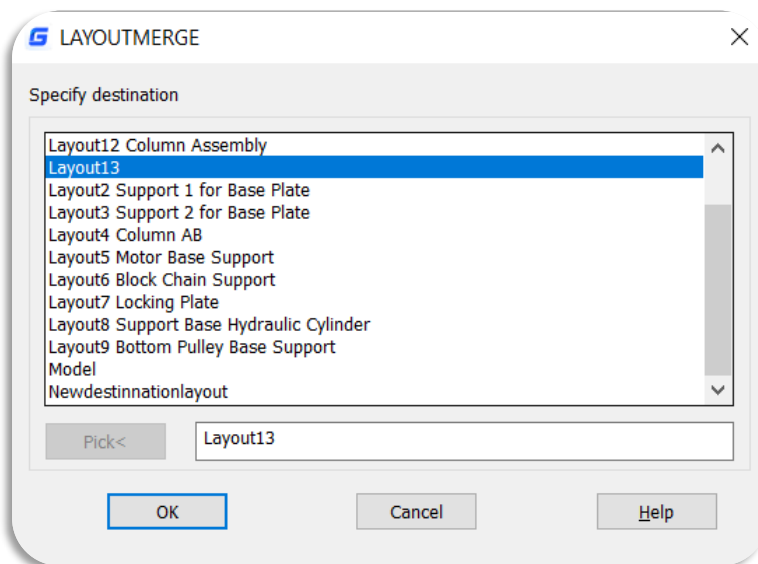 LAYOUTMERGE
Specify destination
Layout12 Column Assembly
Layout13
Layout2 Support 1 for Base Plate
Layout3 Support 2 for Base Plate
Layout4 Column AB
Layout5 Motor Base Support
Layout6 Block Chain Support
Layout7 Locking Plate
Layout8 Support Base Hydraulic Cylinder
Layout9 Bottom Pulley Base Support
Model
Newdestinnationlayout
Pick< Layout13
OK Cancel Help